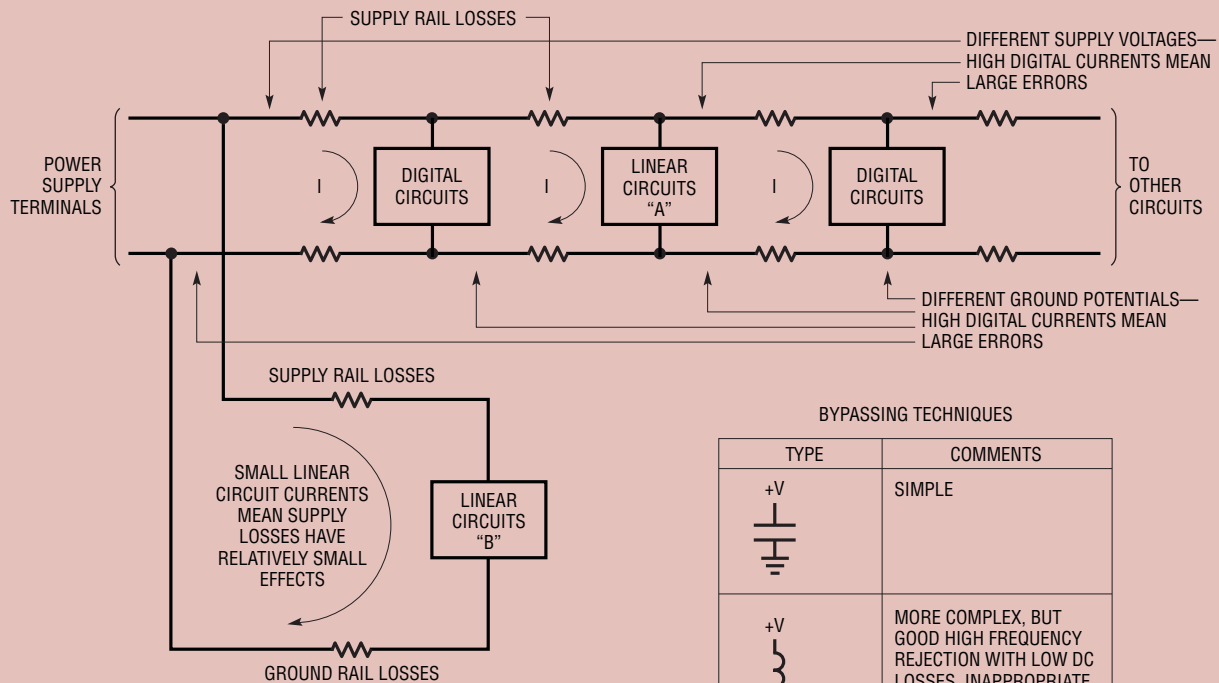 SUPPLY RAIL LOSSES
DIFFERENT SUPPLY VOLTAGES—
HIGH DIGITAL CURRENTS MEAN
LARGE ERRORS
POWER
SUPPLY
TERMINALS
I
DIGITAL
CIRCUITS
I
LINEAR
CIRCUITS
“A”
I
DIGITAL
CIRCUITS
TO
OTHER
CIRCUITS
DIFFERENT GROUND POTENTIALS—
HIGH DIGITAL CURRENTS MEAN
LARGE ERRORS
SUPPLY RAIL LOSSES
SMALL LINEAR
CIRCUIT CURRENTS
MEAN SUPPLY
LOSSES HAVE
RELATIVELY SMALL
EFFECTS
LINEAR
CIRCUITS
“B”
GROUND RAIL LOSSES
BYPASSING TECHNIQUES
TYPE
COMMENTS
+V
SIMPLE
+V
MORE COMPLEX, BUT
GOOD HIGH FREQUENCY
REJECTION WITH LOW DC
LOSSES. INAPPROPRIATE